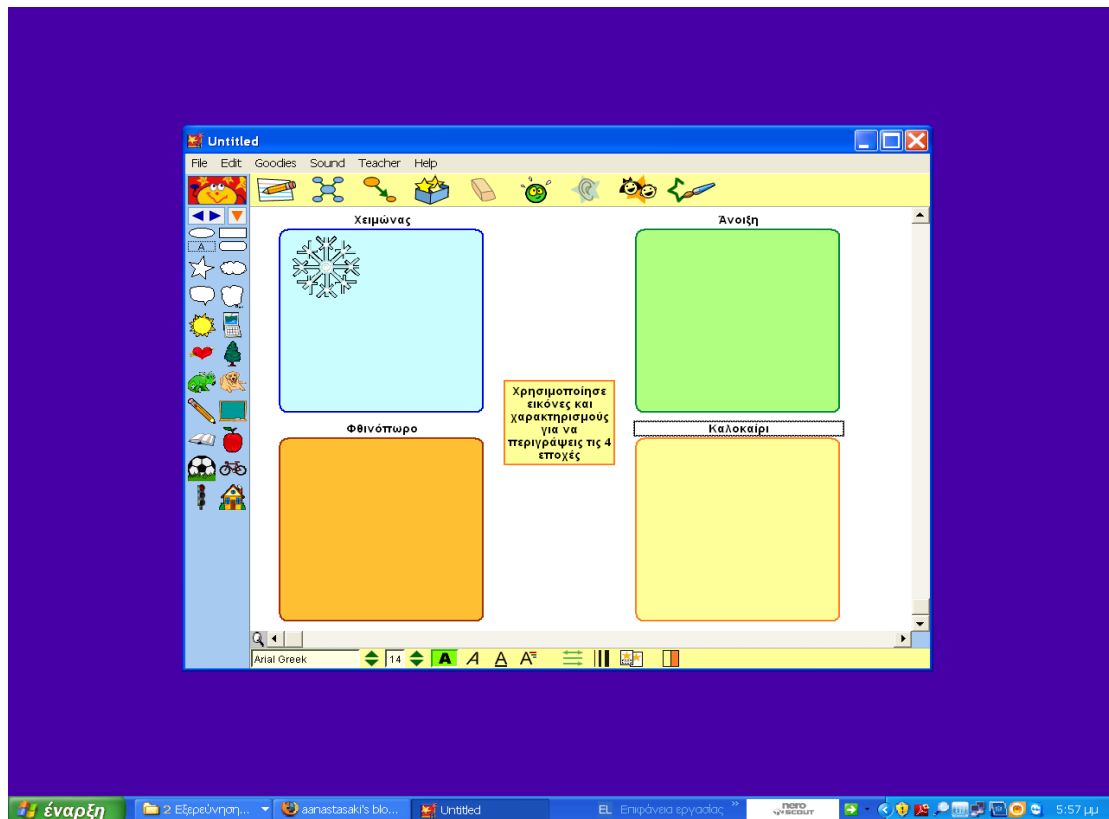 Untitled
File Edit Goodies Sound Teacher Help
A
Χειμώνας
Άνοιξη
Χρησιμοποίησε
εικόνες και
χαρακτηρισμούς
για να
περιγράψεις τις 4
εποχές
Φθινόπωρο
Καλοκαίρι
Arial Greek 14 A A A A
έναρξη 2 Εξερεύνηση... aanastasaki's blo... Untitled EL Επιφάνεια εργασίας » nero SCOUT 5:57 μμ